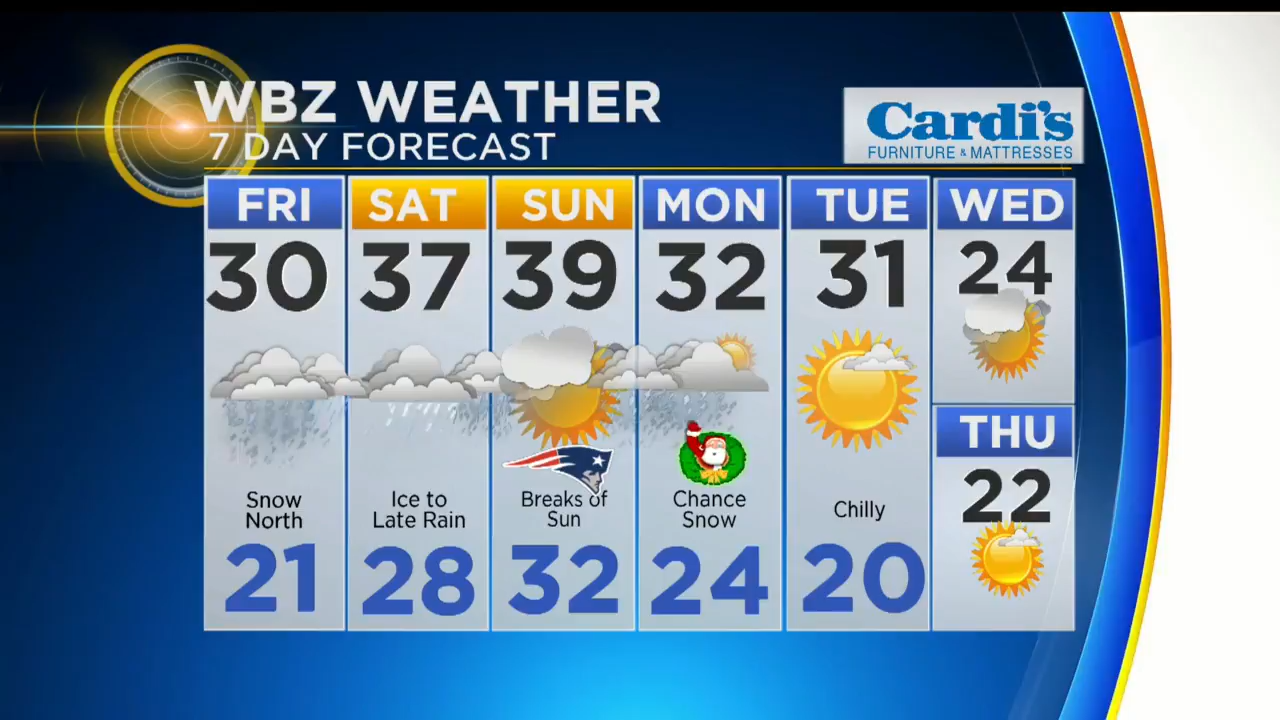 WBZ WEATHER
7 DAY FORECAST
Cardi's
FURNITURE & MATTRESSES
FRI
30
Snow
North
21
SAT
37
Ice to
Late Rain
28
SUN
39
Breaks of
Sun
32
MON
32
Chance
Snow
24
TUE
31
Chilly
20
WED
24
THU
22